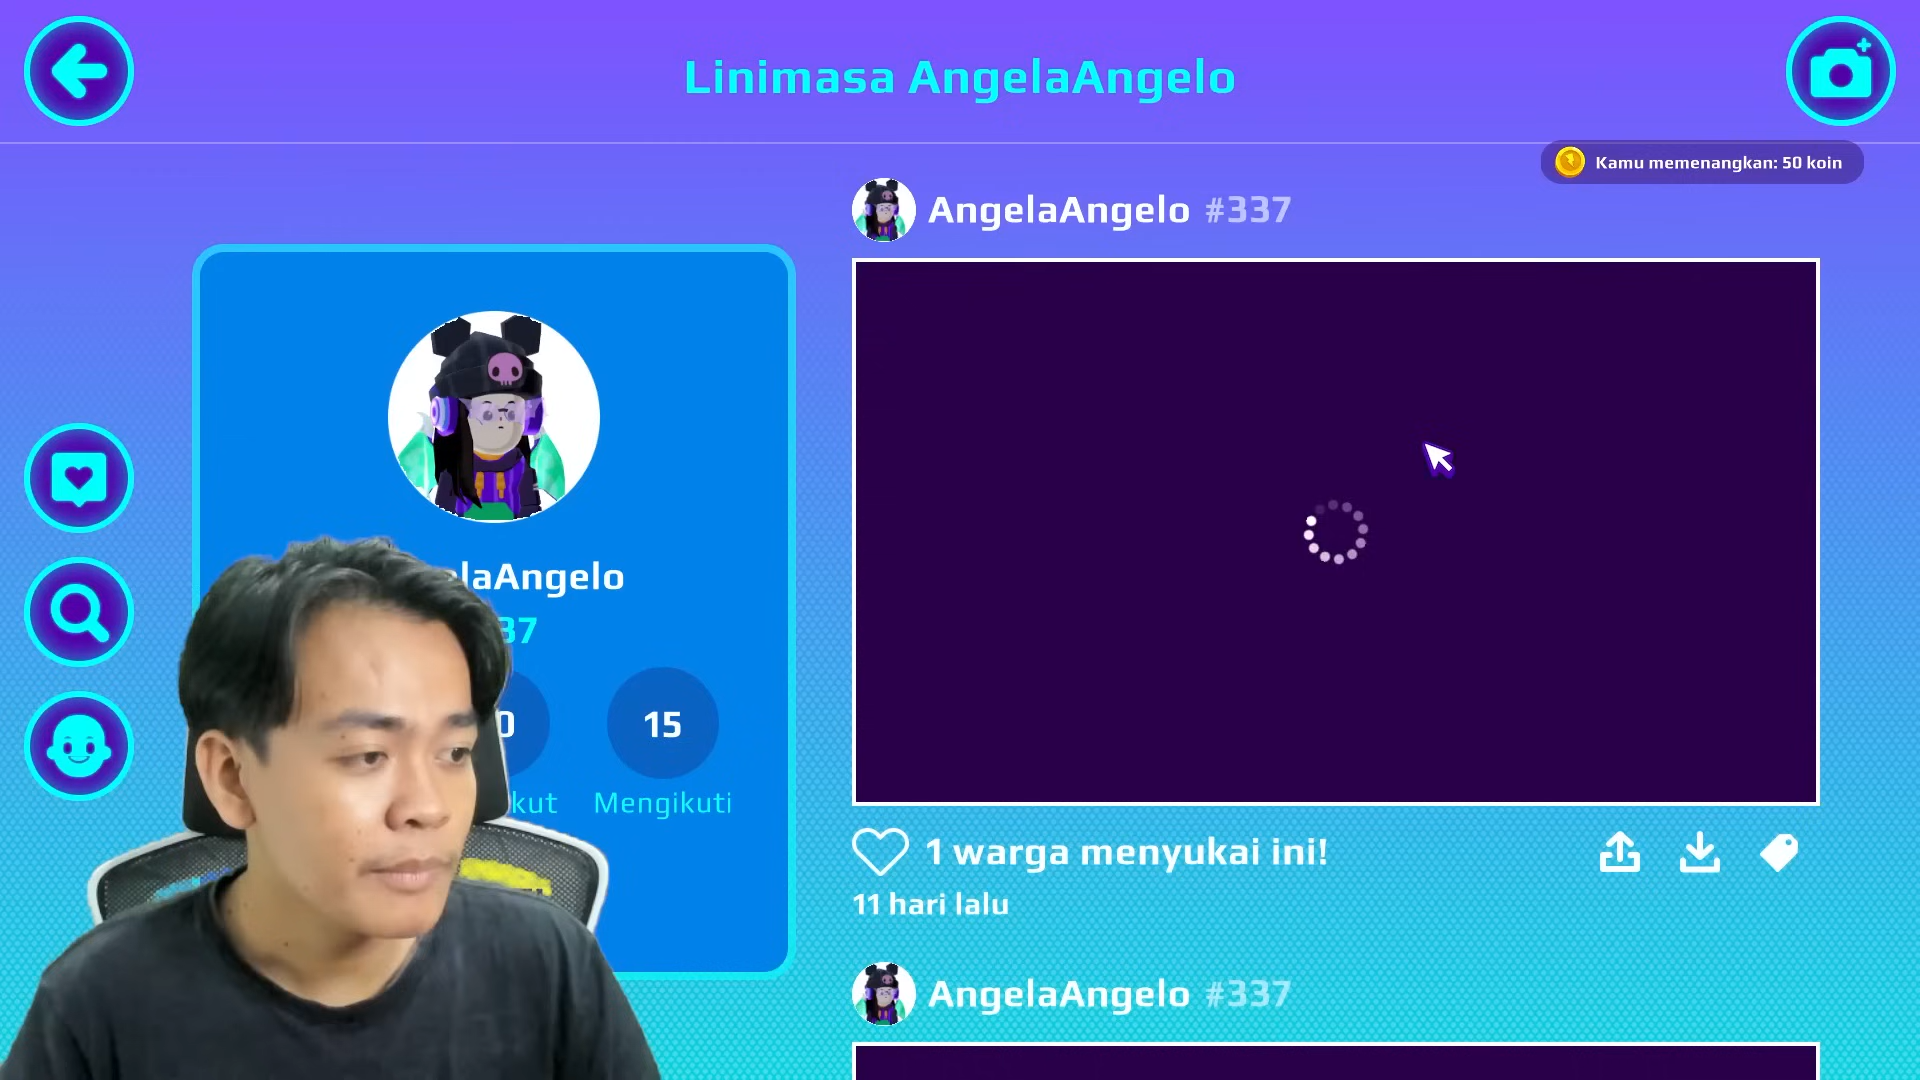 Linimasa AngelaAngelo
Kamu memenangkan: 50 koin
AngelaAngelo #337
laAngelo
37
15
kut
Mengikuti
1 warga menyukai ini!
11 hari lalu
AngelaAngelo #337